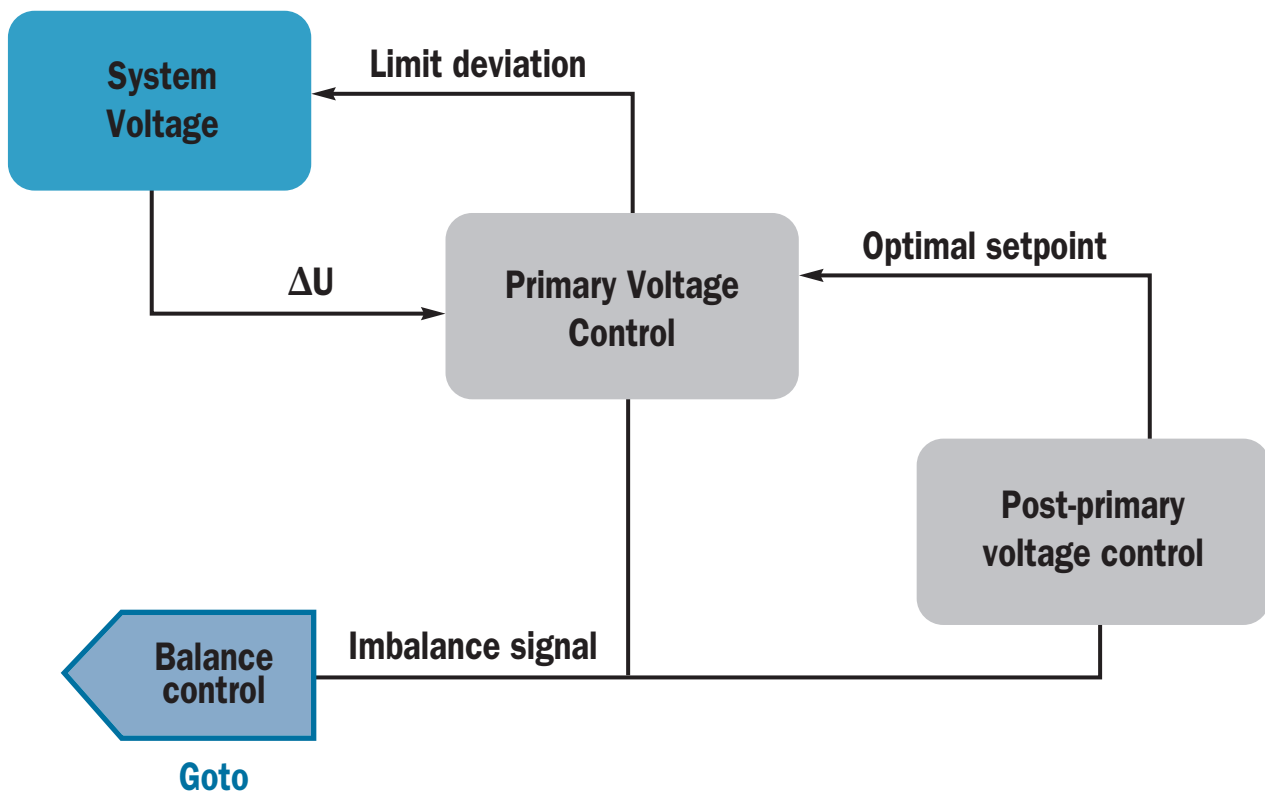 System
Voltage
Limit deviation
ΔU
Primary Voltage
Control
Optimal setpoint
Post-primary
voltage control
Imbalance signal
Balance
control
Goto